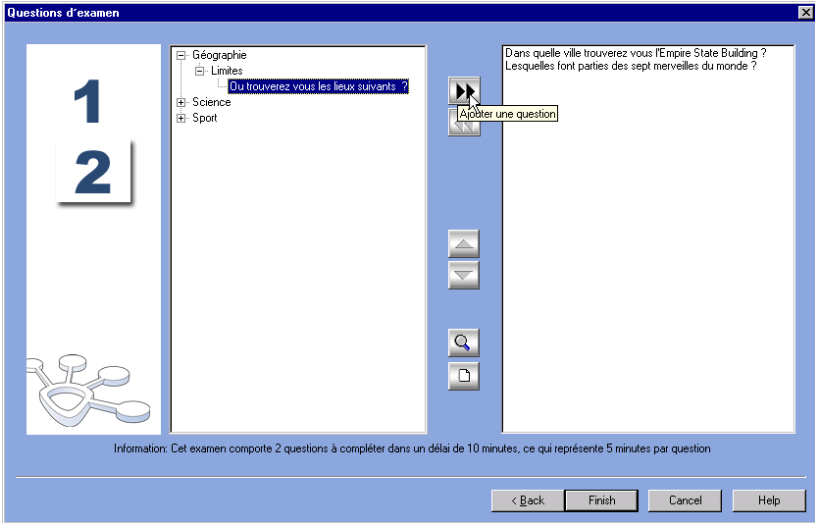 Questions d'examen
1
2
Géographie
Limites
Ou trouverez vous les lieux suivants ?
Science
Sport
Ajouter une question
Dans quelle ville trouverez vous l'Empire State Building ?
Lesquelles font parties des sept merveilles du monde ?
Information: Cet examen comporte 2 questions à compléter dans un délai de 10 minutes, ce qui représente 5 minutes par question
< Back
Finish
Cancel
Help